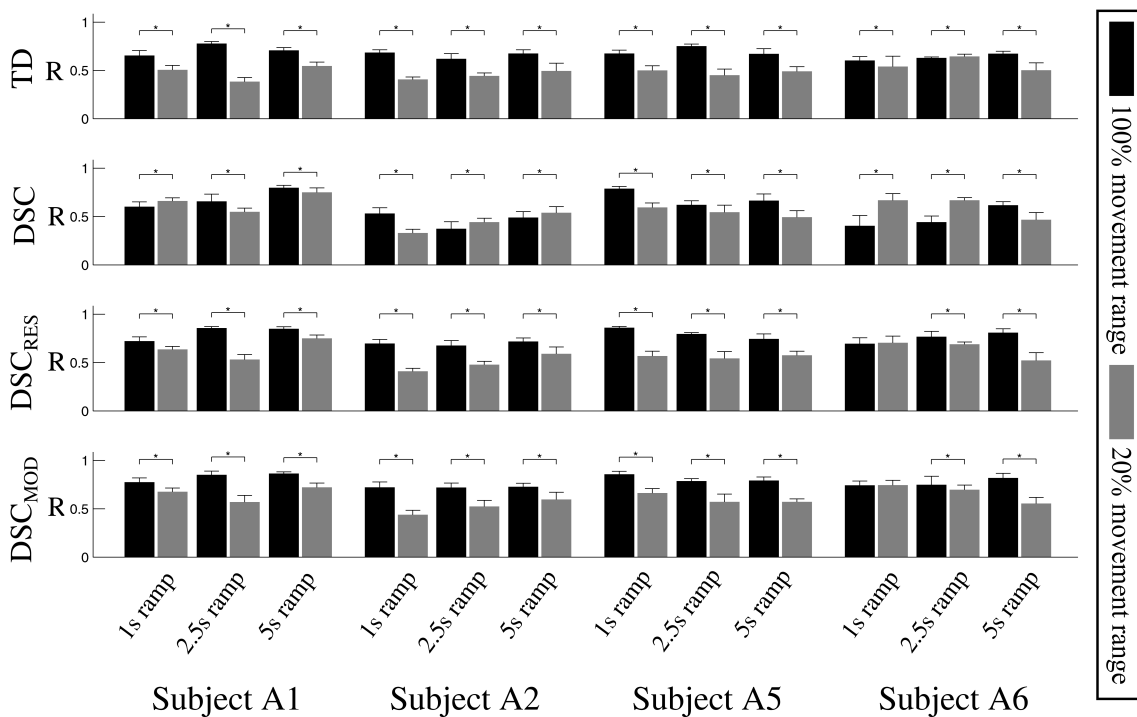 TD
R
1
0.5
0
* * * * * * * * * * * *
DSC
R
1
0.5
0
* * * * * * * * * * * *
DSC_RES
R
1
0.5
0
* * * * * * * * * * *
DSC_MOD
R
1
0.5
0
* * * * * * * * * * *
1s ramp 2.5s ramp 5s ramp 1s ramp 2.5s ramp 5s ramp 1s ramp 2.5s ramp 5s ramp 1s ramp 2.5s ramp 5s ramp
Subject A1 Subject A2 Subject A5 Subject A6
100% movement range
20% movement range